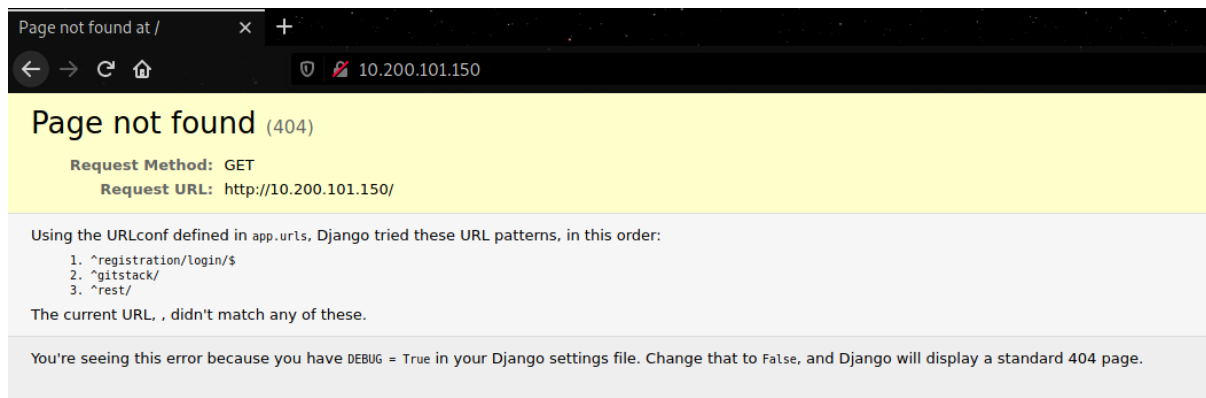 Page not found at /
10.200.101.150
Page not found (404)
Request Method: GET
Request URL: http://10.200.101.150/
Using the URLconf defined in app.urls, Django tried these URL patterns, in this order:
1. ^registration/login/$
2. ^gitstack/
3. ^rest/
The current URL, , didn't match any of these.
You're seeing this error because you have DEBUG = True in your Django settings file. Change that to False, and Django will display a standard 404 page.